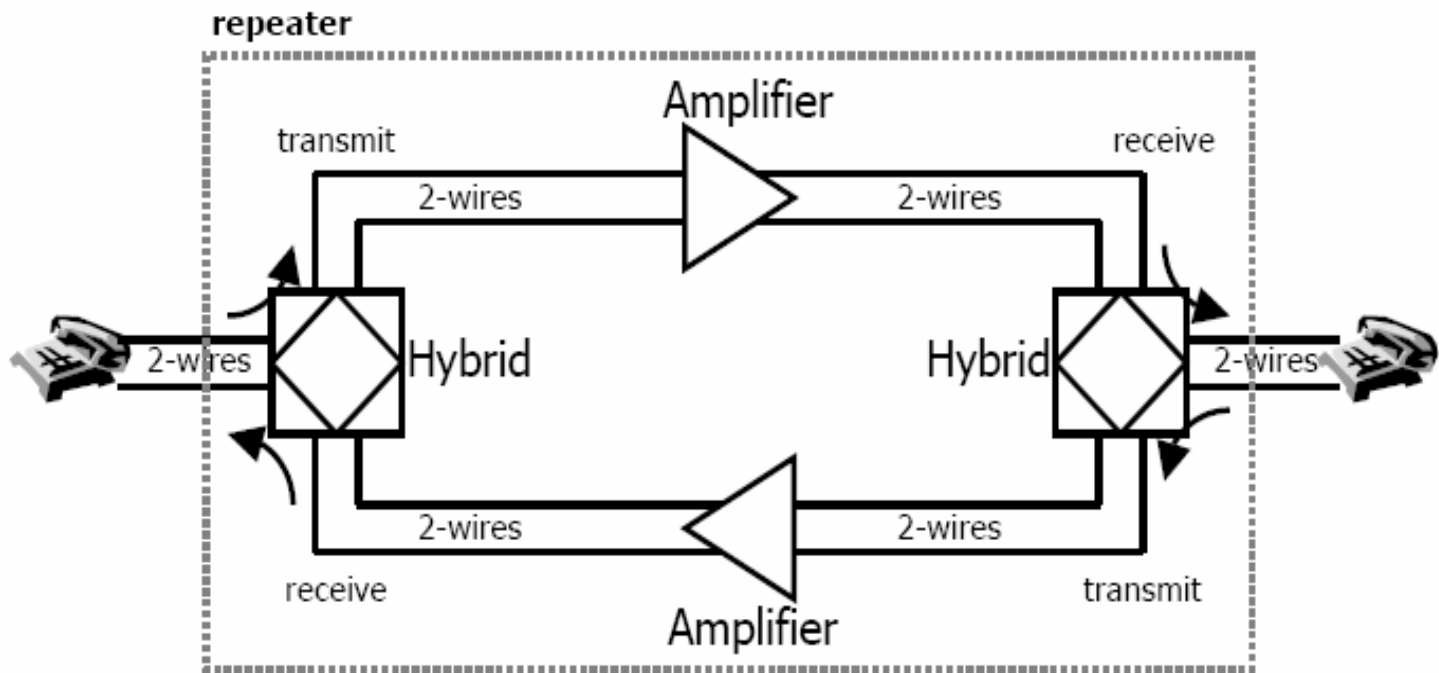 repeater
Amplifier
transmit
receive
2-wires
2-wires
2-wires
Hybrid
Hybrid
2-wires
2-wires
2-wires
receive
transmit
Amplifier